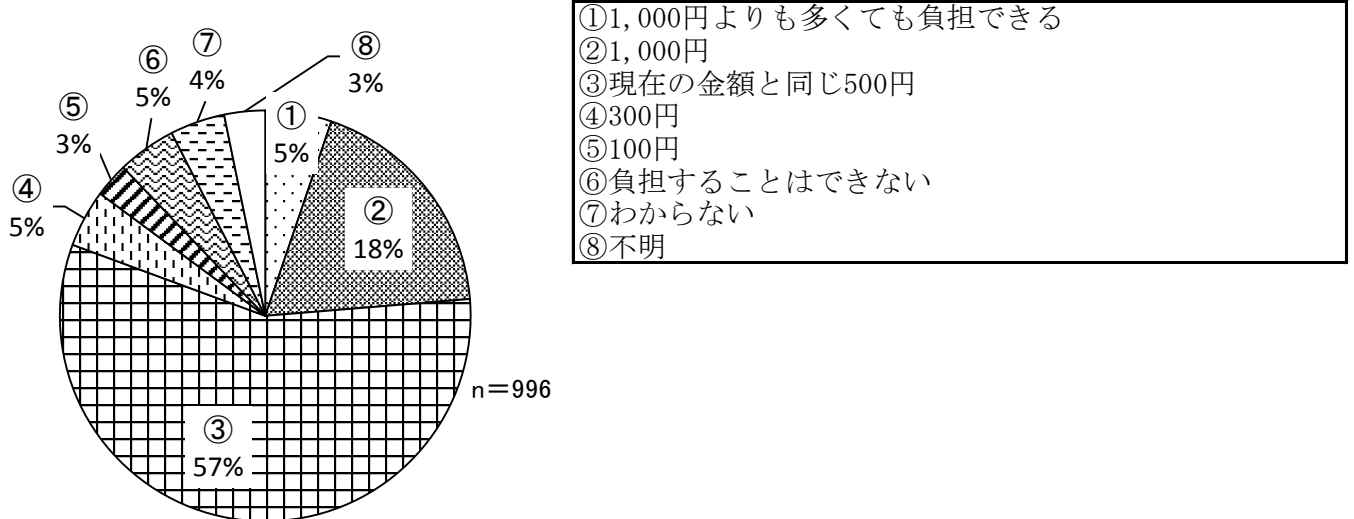 ①
5%
②
18%
③
57%
④
5%
⑤
3%
⑥
5%
⑦
4%
⑧
3%
n＝996
①1,000円よりも多くても負担できる
②1,000円
③現在の金額と同じ500円
④300円
⑤100円
⑥負担することはできない
⑦わからない
⑧不明